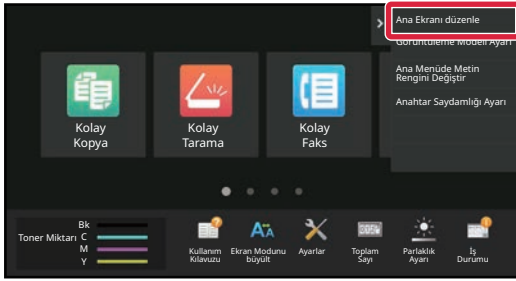 Ana Ekranı düzenle
Görüntüleme Modeli Ayarı
Ana Menüde Metin
Rengini Değiştir
Anahtar Saydamlığı Ayarı
Kolay
Kopya
Kolay
Tarama
Kolay
Faks
Toner Miktarı
Bk
C
M
Y
Kullanım
Kılavuzu
Ekran Modunu
büyült
Ayarlar
Toplam
Sayı
Parlaklık
Ayarı
İş
Durumu